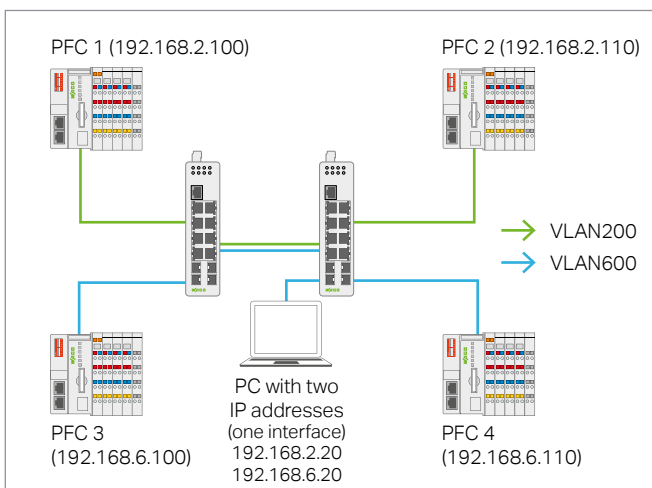 PFC 1 (192.168.2.100)
PFC 2 (192.168.2.110)
VLAN200
VLAN600
PC with two
IP addresses
(one interface)
192.168.2.20
192.168.6.20
PFC 3
(192.168.6.100)
PFC 4
(192.168.6.110)